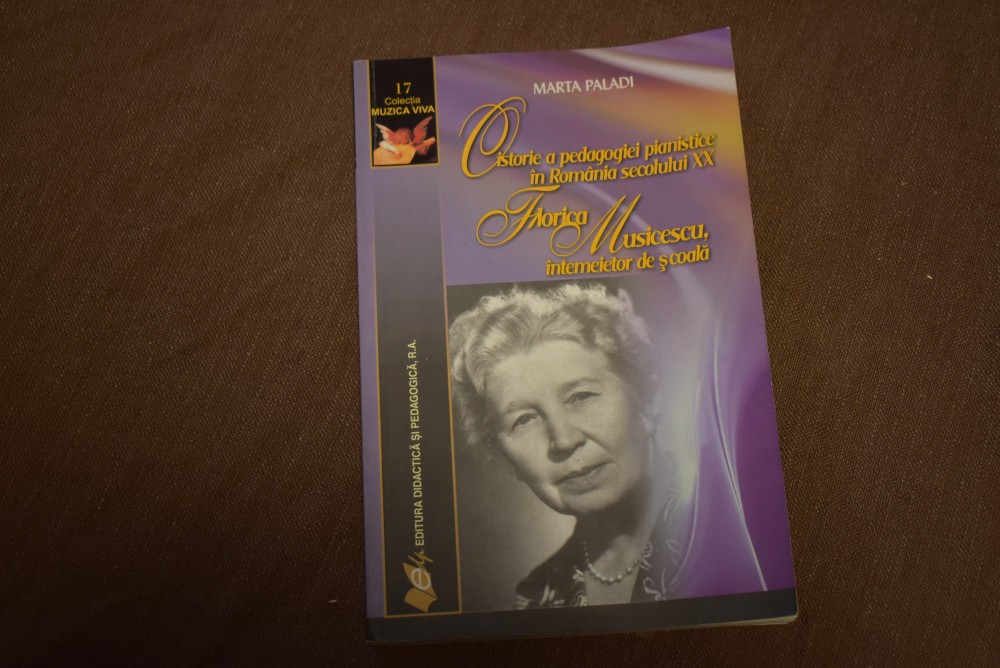 17
Colecția
MUZICA VIVA
MARTA PALADI
O istorie a pedagogiei pianistice
în România secolului XX
Florica Musicescu,
întemeietor de școală
EDITURA DIDACTICĂ ȘI PEDAGOGICĂ, R.A.
edp